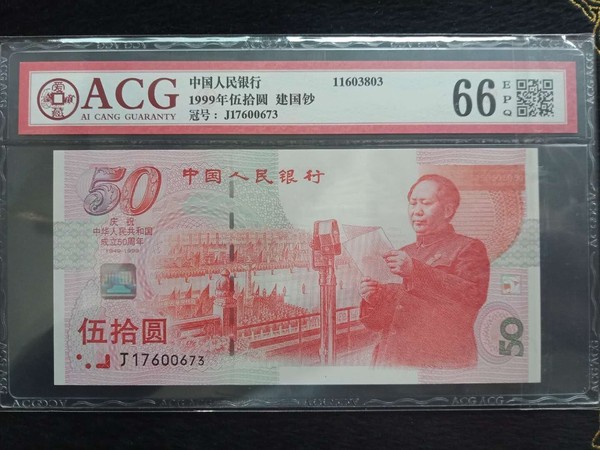 ACG
AI CANG GUARANTY
中国人民银行 11603803
1999年伍拾圆 建国钞
冠号: J17600673
66 EPQ
50
中国人民银行
庆祝
中华人民共和国
成立50周年
1949-1999
伍拾圆
J17600673
50